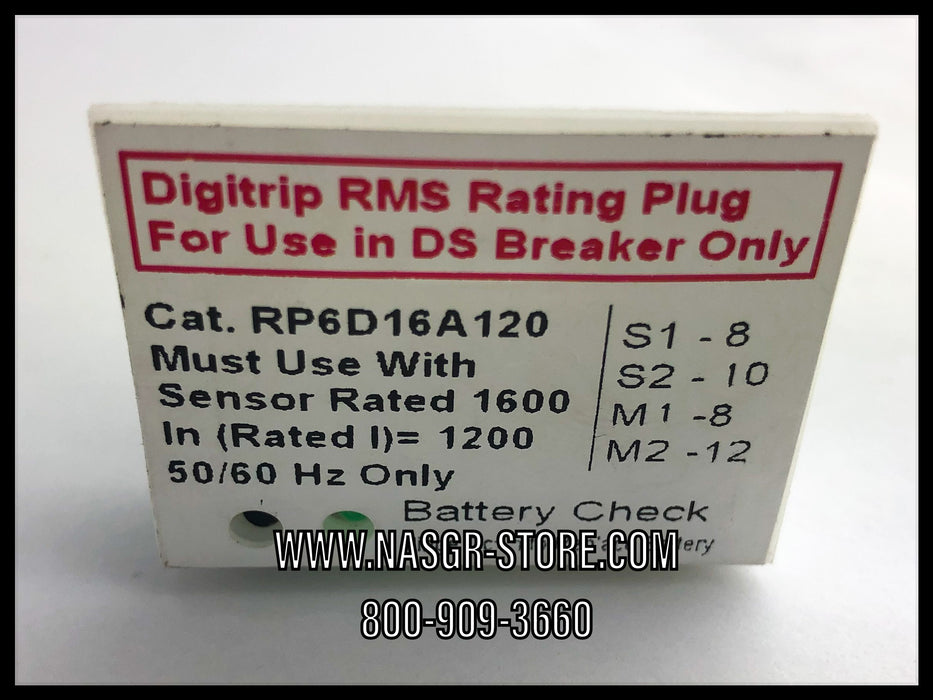 Digitrip RMS Rating Plug
For Use in DS Breaker Only
Cat. RP6D16A120
Must Use With
Sensor Rated 1600
In (Rated I)= 1200
50/60 Hz Only
S1 - 8
S2 - 10
M1 -8
M2 -12
Battery Check
WWW.NASGR-STORE.COM
800-909-3660